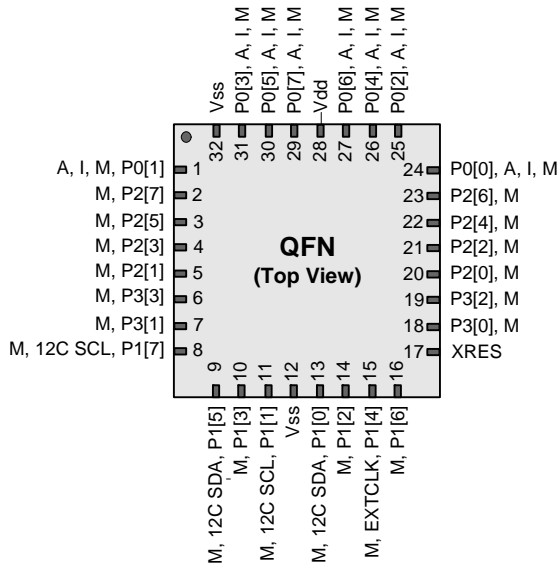 Vss
P0[3], A, I, M
P0[5], A, I, M
P0[7], A, I, M
Vdd
P0[6], A, I, M
P0[4], A, I, M
P0[2], A, I, M
32
31
30
29
28
27
26
25
A, I, M, P0[1]
1
24
P0[0], A, I, M
M, P2[7]
2
23
P2[6], M
M, P2[5]
3
22
P2[4], M
M, P2[3]
4
21
P2[2], M
M, P2[1]
5
20
P2[0], M
M, P3[3]
6
19
P3[2], M
M, P3[1]
7
18
P3[0], M
M, 12C SCL, P1[7]
8
17
XRES
QFN
(Top View)
9
10
11
12
13
14
15
16
M, 12C SDA, P1[5]
M, P1[3]
M, 12C SCL, P1[1]
Vss
M, 12C SDA, P1[0]
M, P1[2]
M, EXTCLK, P1[4]
M, P1[6]